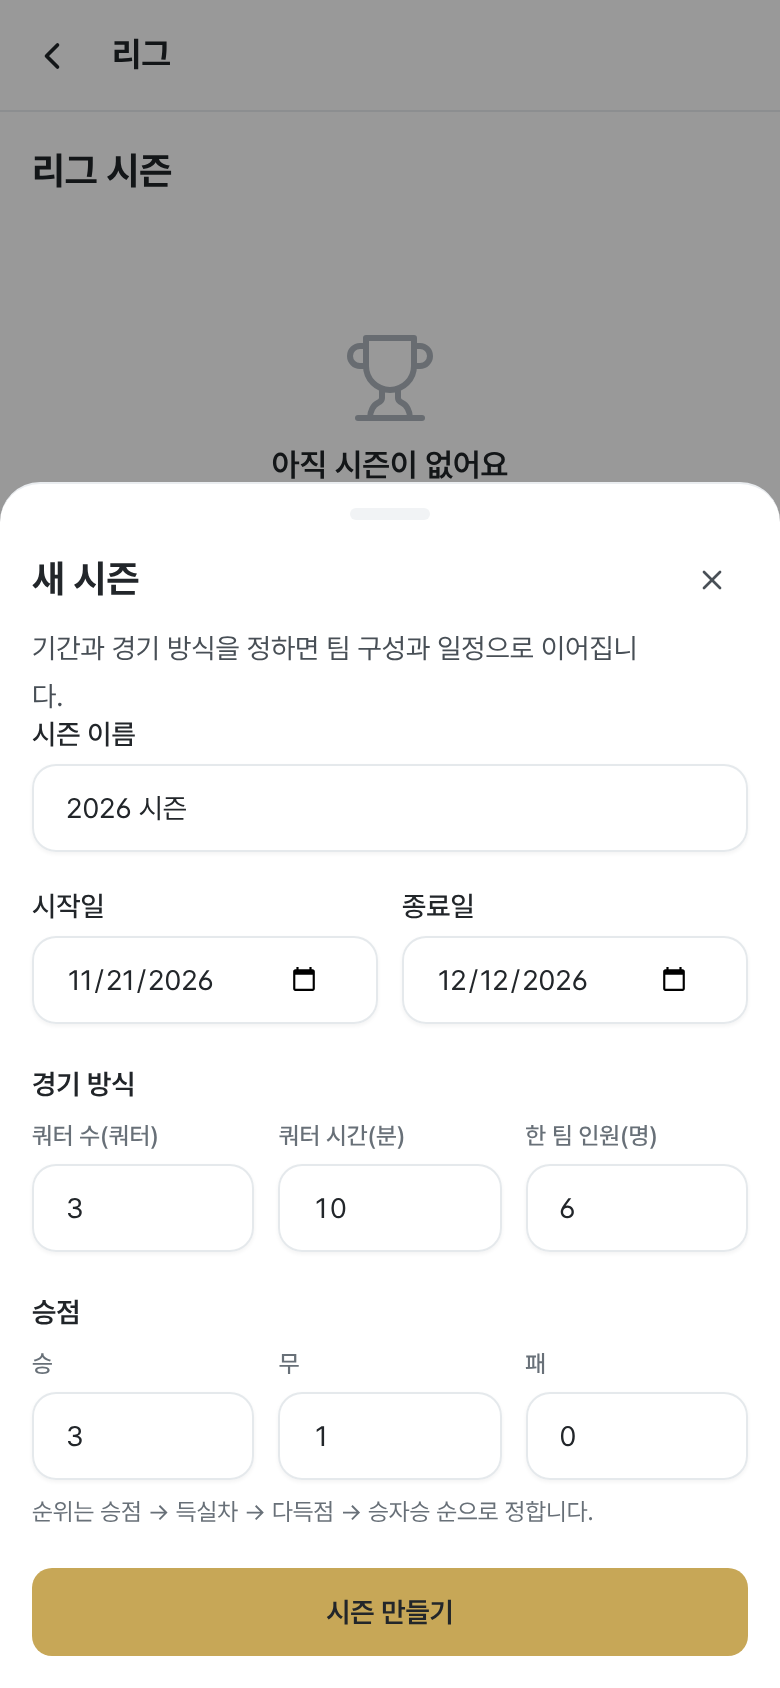 리그
리그 시즌
아직 시즌이 없어요
새 시즌
기간과 경기 방식을 정하면 팀 구성과 일정으로 이어집니
다.
시즌 이름
2026 시즌
시작일 종료일
11/21/2026 12/12/2026
경기 방식
쿼터 수(쿼터) 쿼터 시간(분) 한 팀 인원(명)
3 10 6
승점
승 무 패
3 1 0
순위는 승점 → 득실차 → 다득점 → 승자승 순으로 정합니다.
시즌 만들기